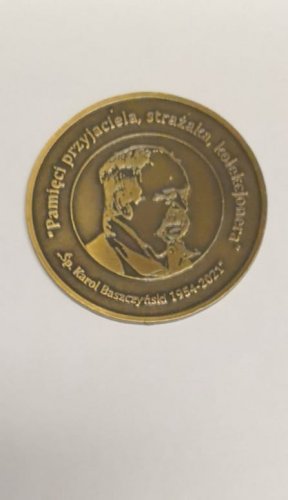 "Pamięci przyjaciela, strażaka, kolekcjonera"
Śp. Karol Baszczyński 1954-2021"